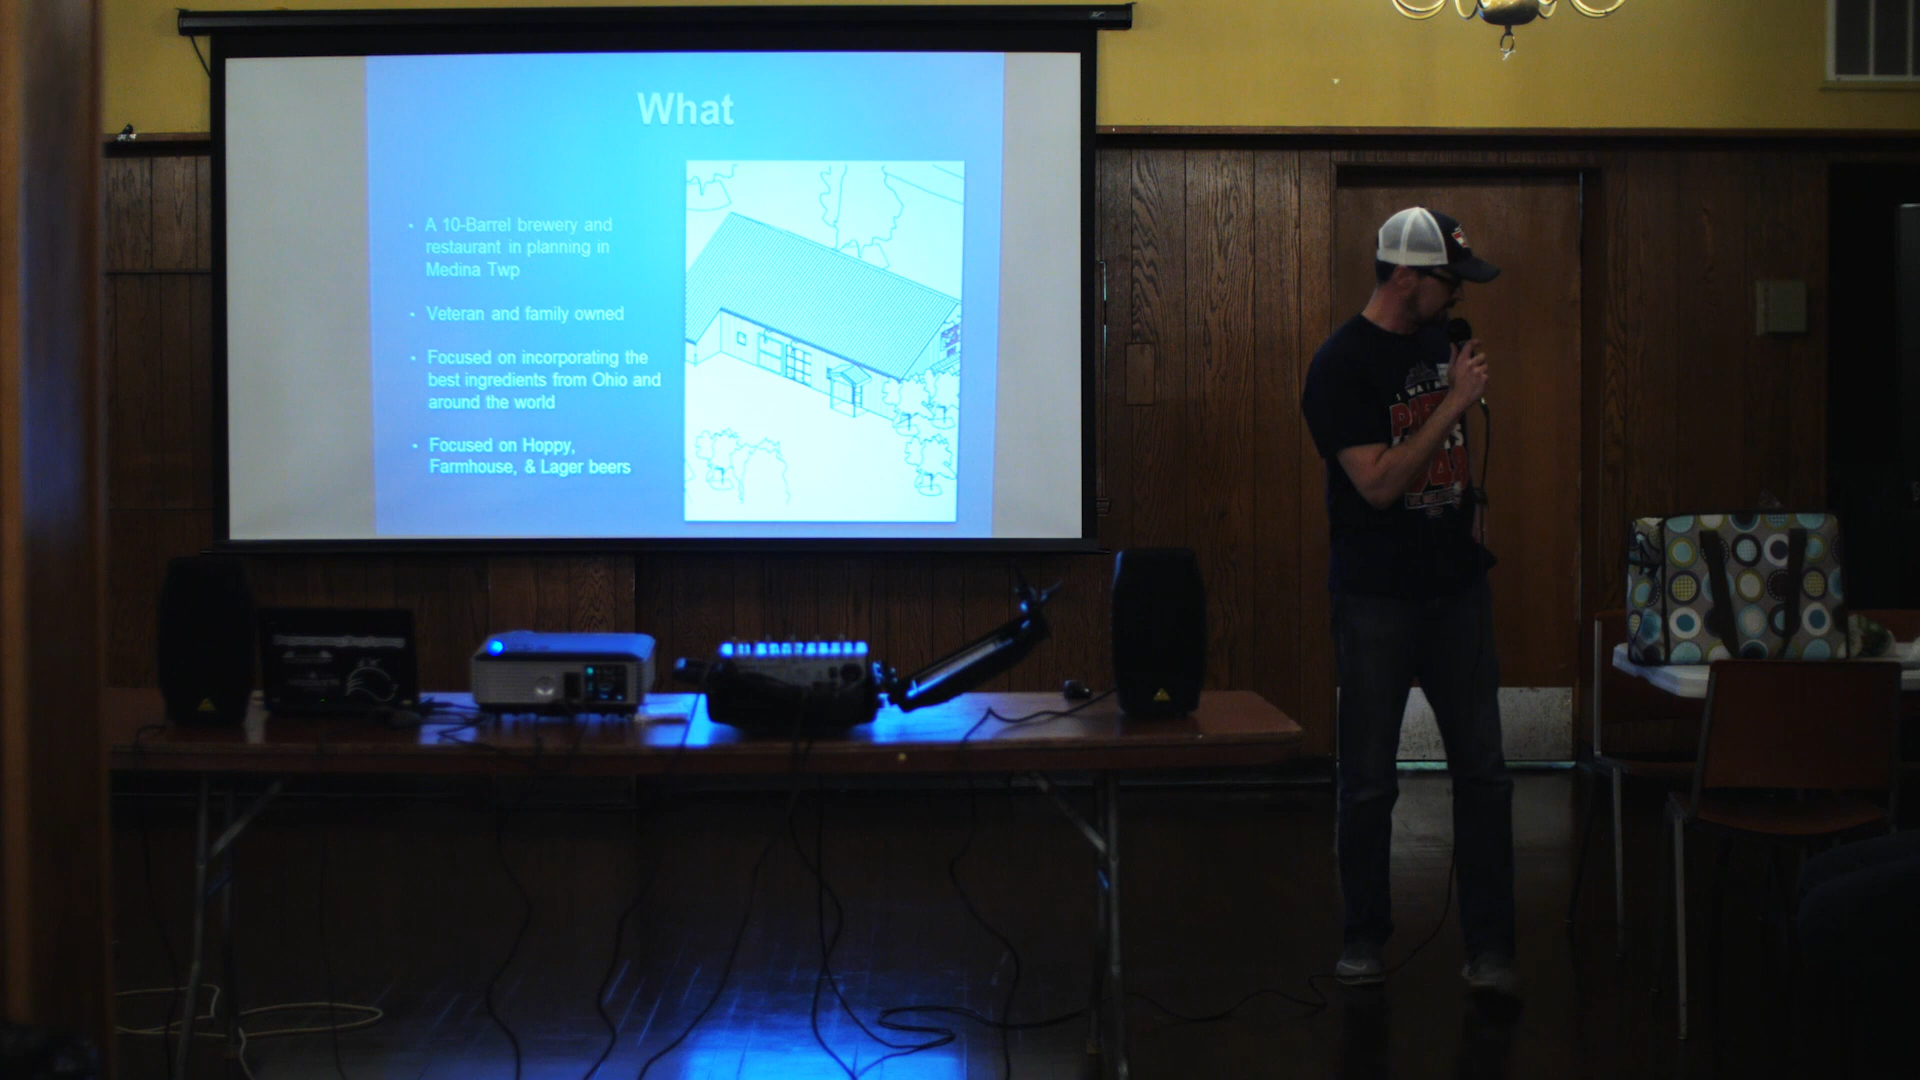 What
• A 10-Barrel brewery and
restaurant in planning in
Medina Twp
• Veteran and family owned
• Focused on incorporating the
best ingredients from Ohio and
around the world
• Focused on Hoppy,
Farmhouse, & Lager beers